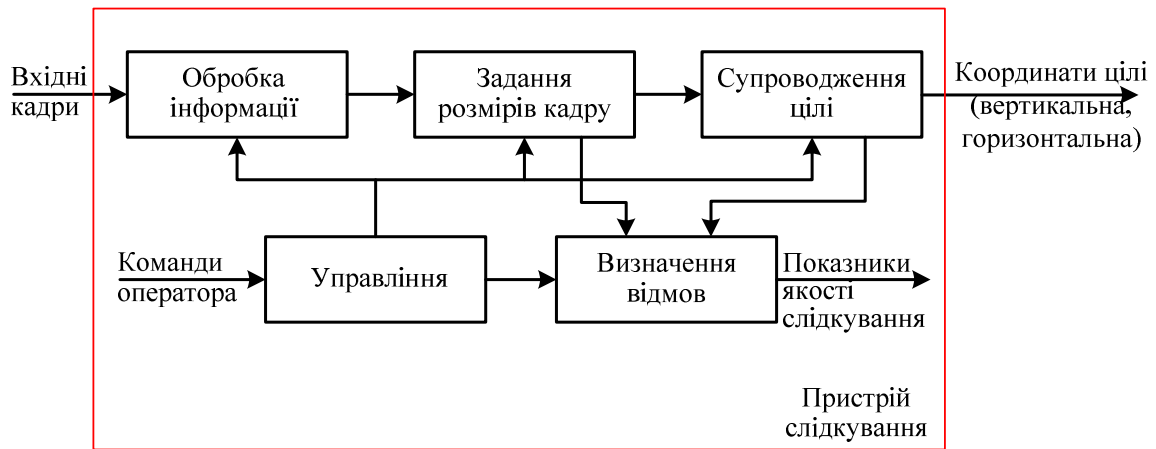 Вхідні
кадри
Обробка
інформації
Задання
розмірів кадру
Супроводження
цілі
Координати цілі
(вертикальна,
горизонтальна)
Команди
оператора
Управління
Визначення
відмов
Показники
якості
слідкування
Пристрій
слідкування